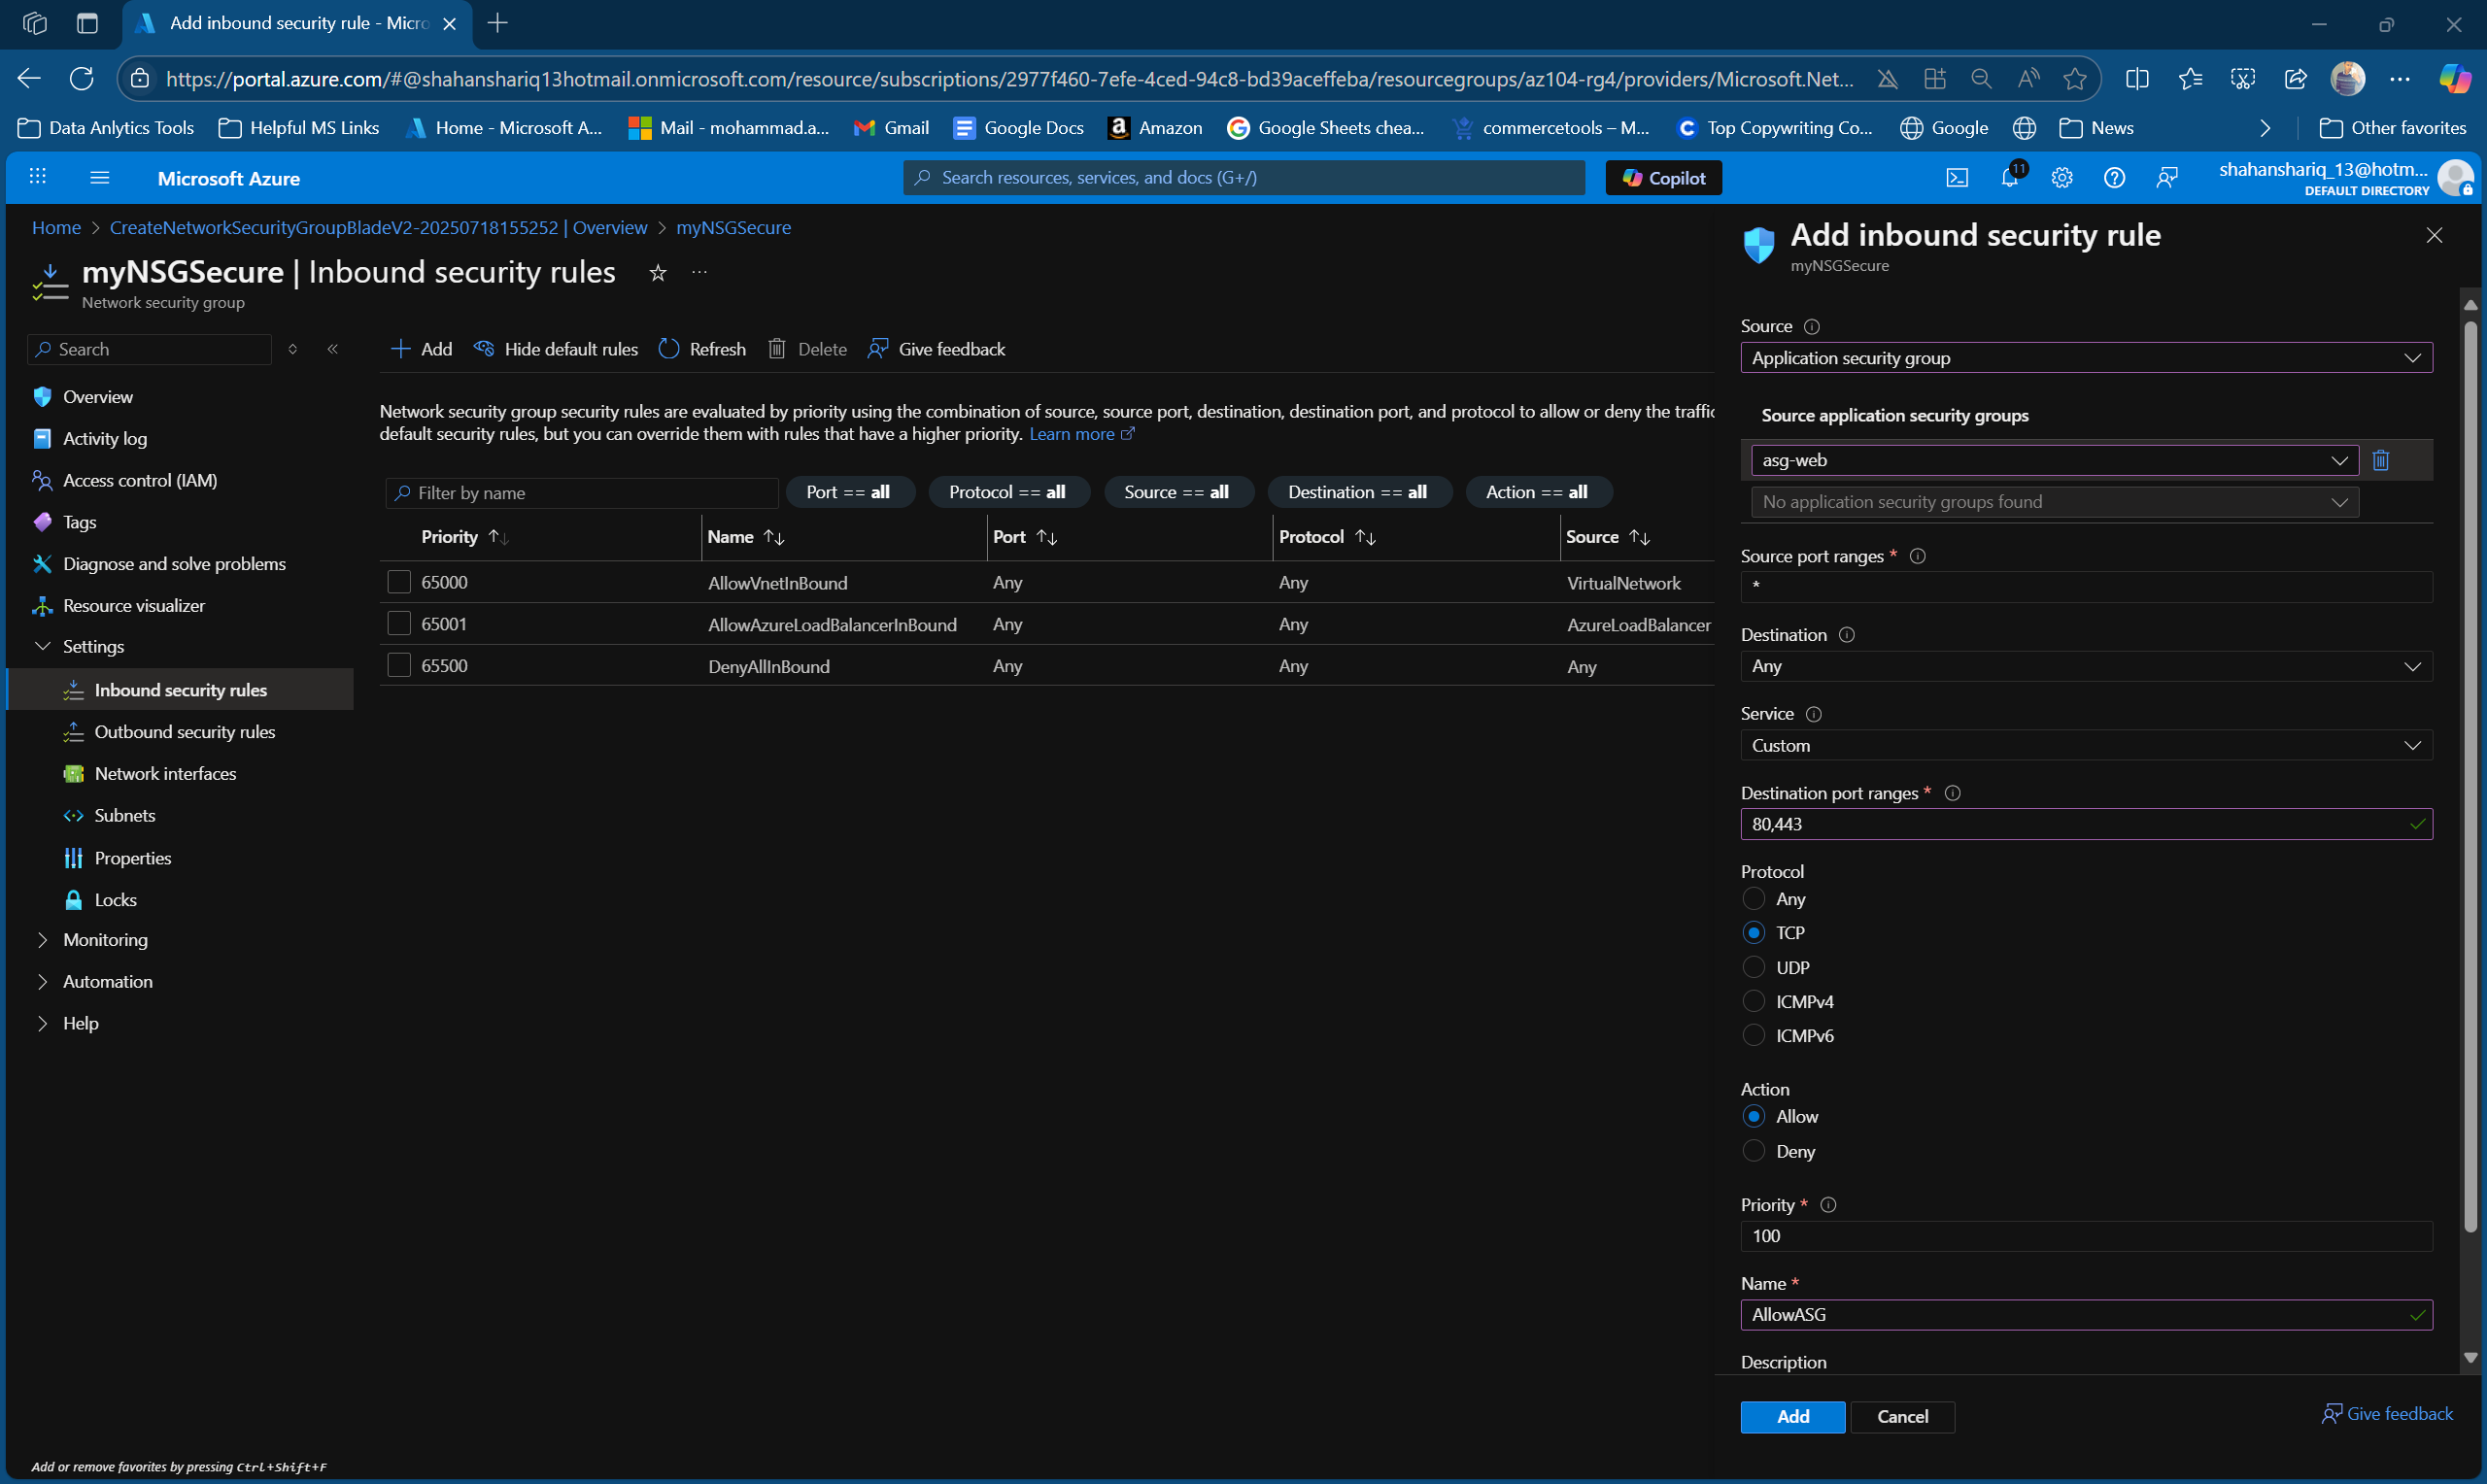 Add inbound security rule - Micro
https://portal.azure.com/#@shahanshariq13hotmail.onmicrosoft.com/resource/subscriptions/2977f460-7efe-4ced-94c8-bd39aceffeba/resourcegroups/az104-rg4/providers/Microsoft.Net...
Data Anlytics Tools
Helpful MS Links
Home - Microsoft A...
Mail - mohammad.a...
Gmail
Google Docs
Amazon
Google Sheets chea...
commercetools – M...
Top Copywriting Co...
Google
News
Other favorites
Microsoft Azure
Search resources, services, and docs (G+/)
Copilot
11
shahanshariq_13@hotm...
DEFAULT DIRECTORY
Home > CreateNetworkSecurityGroupBladeV2-20250718155252 | Overview > myNSGSecure
myNSGSecure | Inbound security rules
Network security group
Search
Overview
Activity log
Access control (IAM)
Tags
Diagnose and solve problems
Resource visualizer
Settings
Inbound security rules
Outbound security rules
Network interfaces
Subnets
Properties
Locks
Monitoring
Automation
Help
Add or remove favorites by pressing Ctrl+Shift+F
Add
Hide default rules
Refresh
Delete
Give feedback
Network security group security rules are evaluated by priority using the combination of source, source port, destination, destination port, and protocol to allow or deny the traffic
default security rules, but you can override them with rules that have a higher priority. Learn more
Filter by name
Port == all
Protocol == all
Source == all
Destination == all
Action == all
Priority Name Port Protocol Source
65000 AllowVnetInBound Any Any VirtualNetwork
65001 AllowAzureLoadBalancerInBound Any Any AzureLoadBalancer
65500 DenyAllInBound Any Any Any
Add inbound security rule
myNSGSecure
Source
Application security group
Source application security groups
asg-web
No application security groups found
Source port ranges *
*
Destination
Any
Service
Custom
Destination port ranges *
80,443
Protocol
Any
TCP
UDP
ICMPv4
ICMPv6
Action
Allow
Deny
Priority *
100
Name *
AllowASG
Description
Add
Cancel
Give feedback